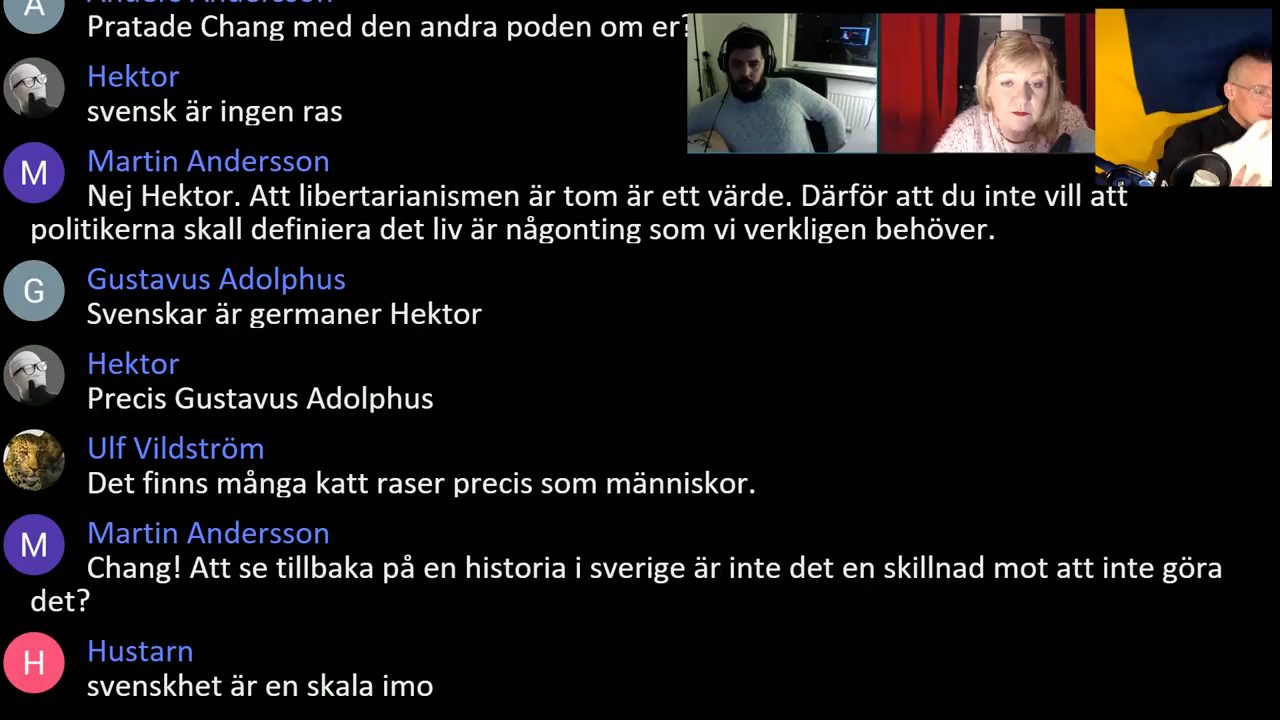 Anders Andersson
A
Pratade Chang med den andra poden om er?
Hektor
svensk är ingen ras
M
Martin Andersson
Nej Hektor. Att libertarianismen är tom är ett värde. Därför att du inte vill att
politikerna skall definiera det liv är någonting som vi verkligen behöver.
G
Gustavus Adolphus
Svenskar är germaner Hektor
Hektor
Precis Gustavus Adolphus
Ulf Vildström
Det finns många katt raser precis som människor.
M
Martin Andersson
Chang! Att se tillbaka på en historia i sverige är inte det en skillnad mot att inte göra
det?
H
Hustarn
svenskhet är en skala imo